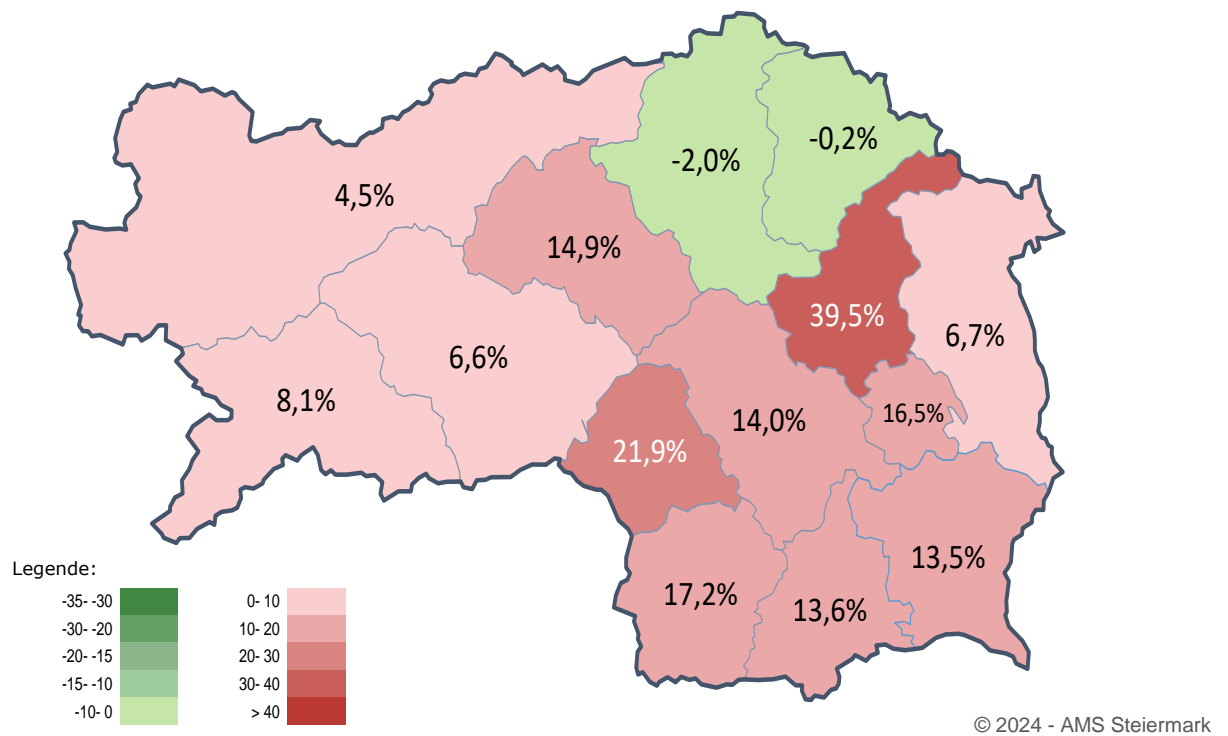 -0,2%
-2,0%
4,5%
14,9%
39,5%
6,7%
6,6%
8,1%
14,0%
16,5%
21,9%
13,5%
17,2%
13,6%
Legende:
-35- -30 0- 10
-30- -20 10- 20
-20- -15 20- 30
-15- -10 30- 40
-10- 0 > 40
© 2024 - AMS Steiermark